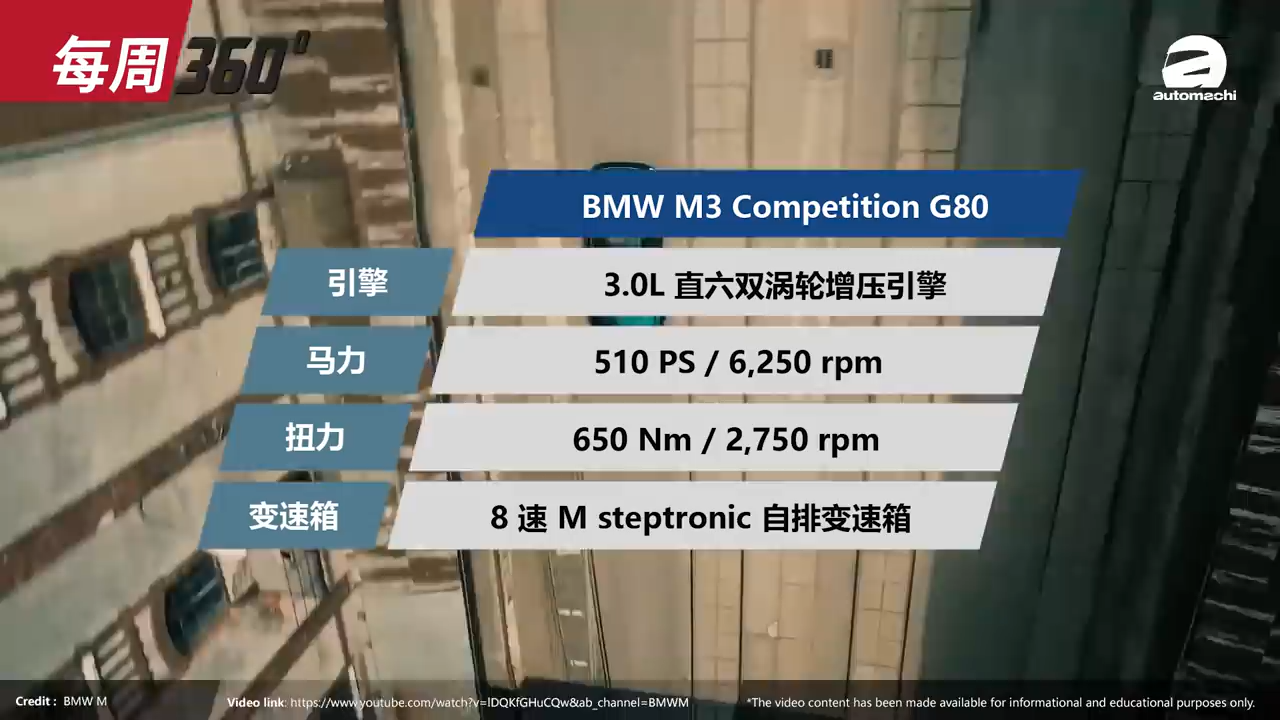 每周360°
automachi
BMW M3 Competition G80
引擎
3.0L 直六双涡轮增压引擎
马力
510 PS / 6,250 rpm
扭力
650 Nm / 2,750 rpm
变速箱
8 速 M steptronic 自排变速箱
Credit : BMW M
Video link: https://www.youtube.com/watch?v=lDQKfGHuCQw&ab_channel=BMWM
*The video content has been made available for informational and educational purposes only.